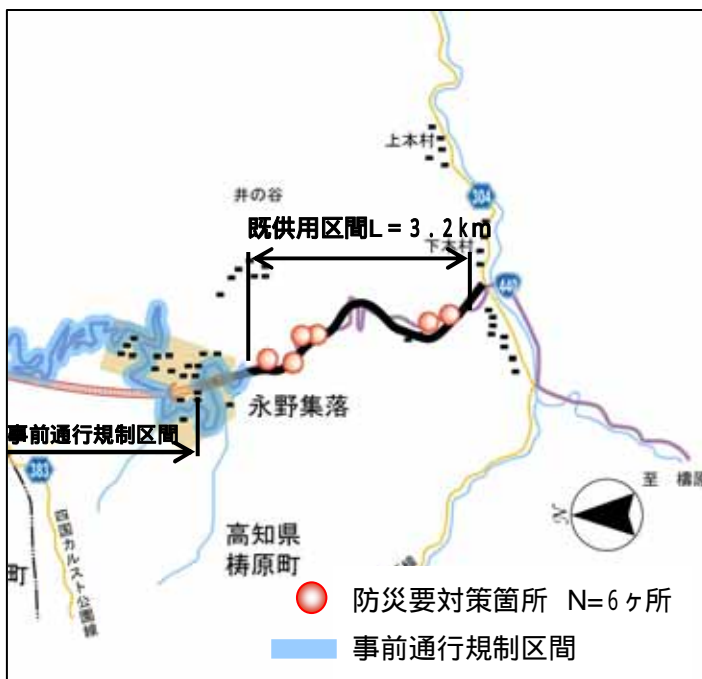 上本村
井の谷
304
既供用区間L=3.2km
下本村
440
永野集落
事前通行規制区間
383
至 檮原
N
四国カルスト公園線
高知県
梼原町
町
線
防災要対策箇所 N=6ヶ所
事前通行規制区間